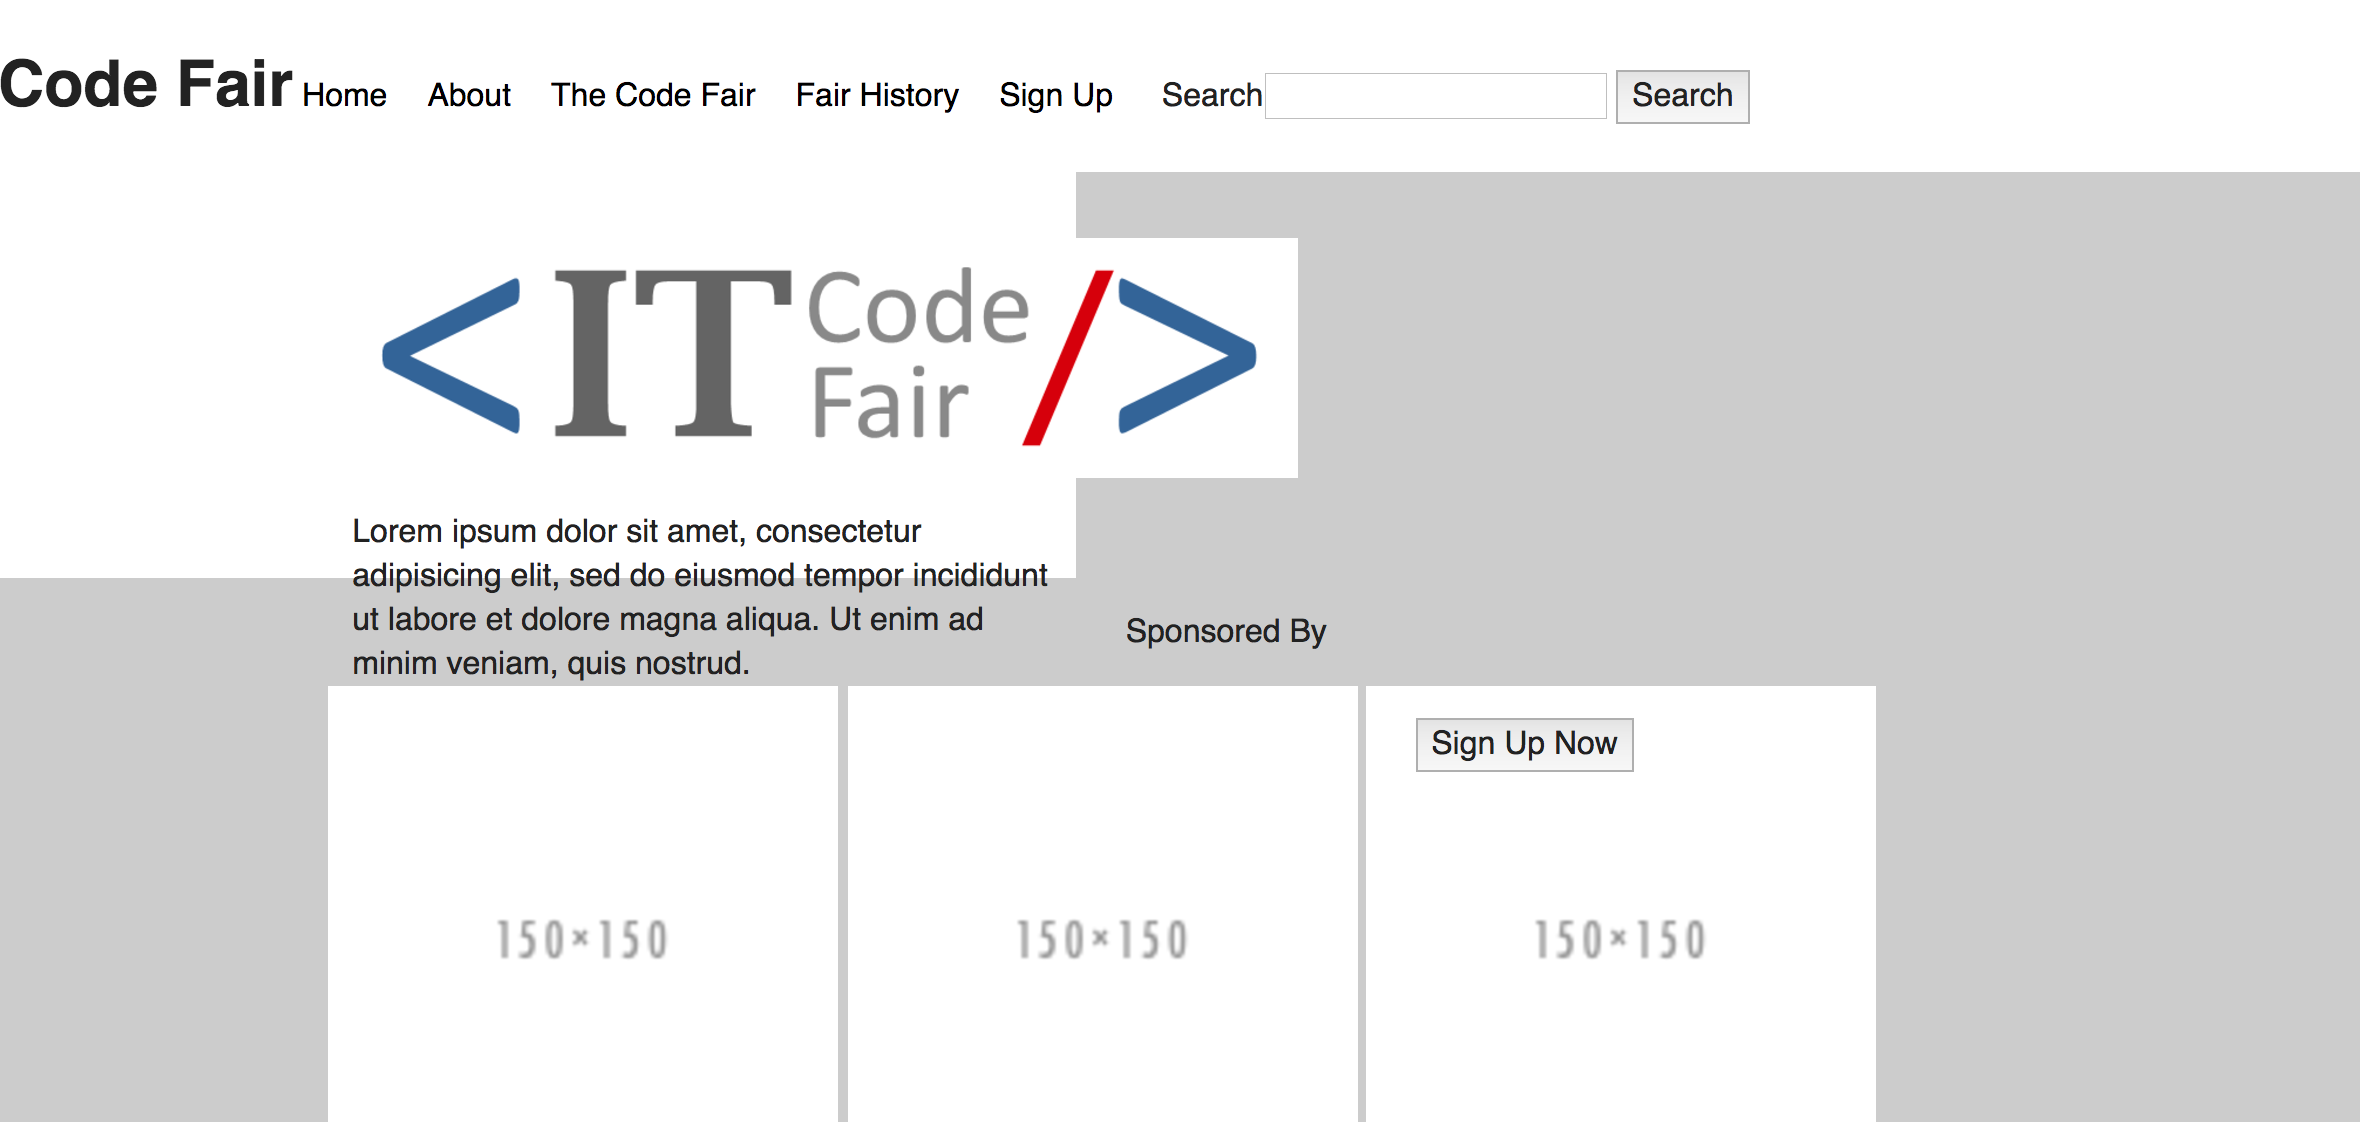 Code Fair Home About The Code Fair Fair History Sign Up Search Search
<IT Code Fair/>
Lorem ipsum dolor sit amet, consectetur
adipisicing elit, sed do eiusmod tempor incididunt
ut labore et dolore magna aliqua. Ut enim ad
minim veniam, quis nostrud.
Sponsored By
Sign Up Now
150×150 150×150 150×150